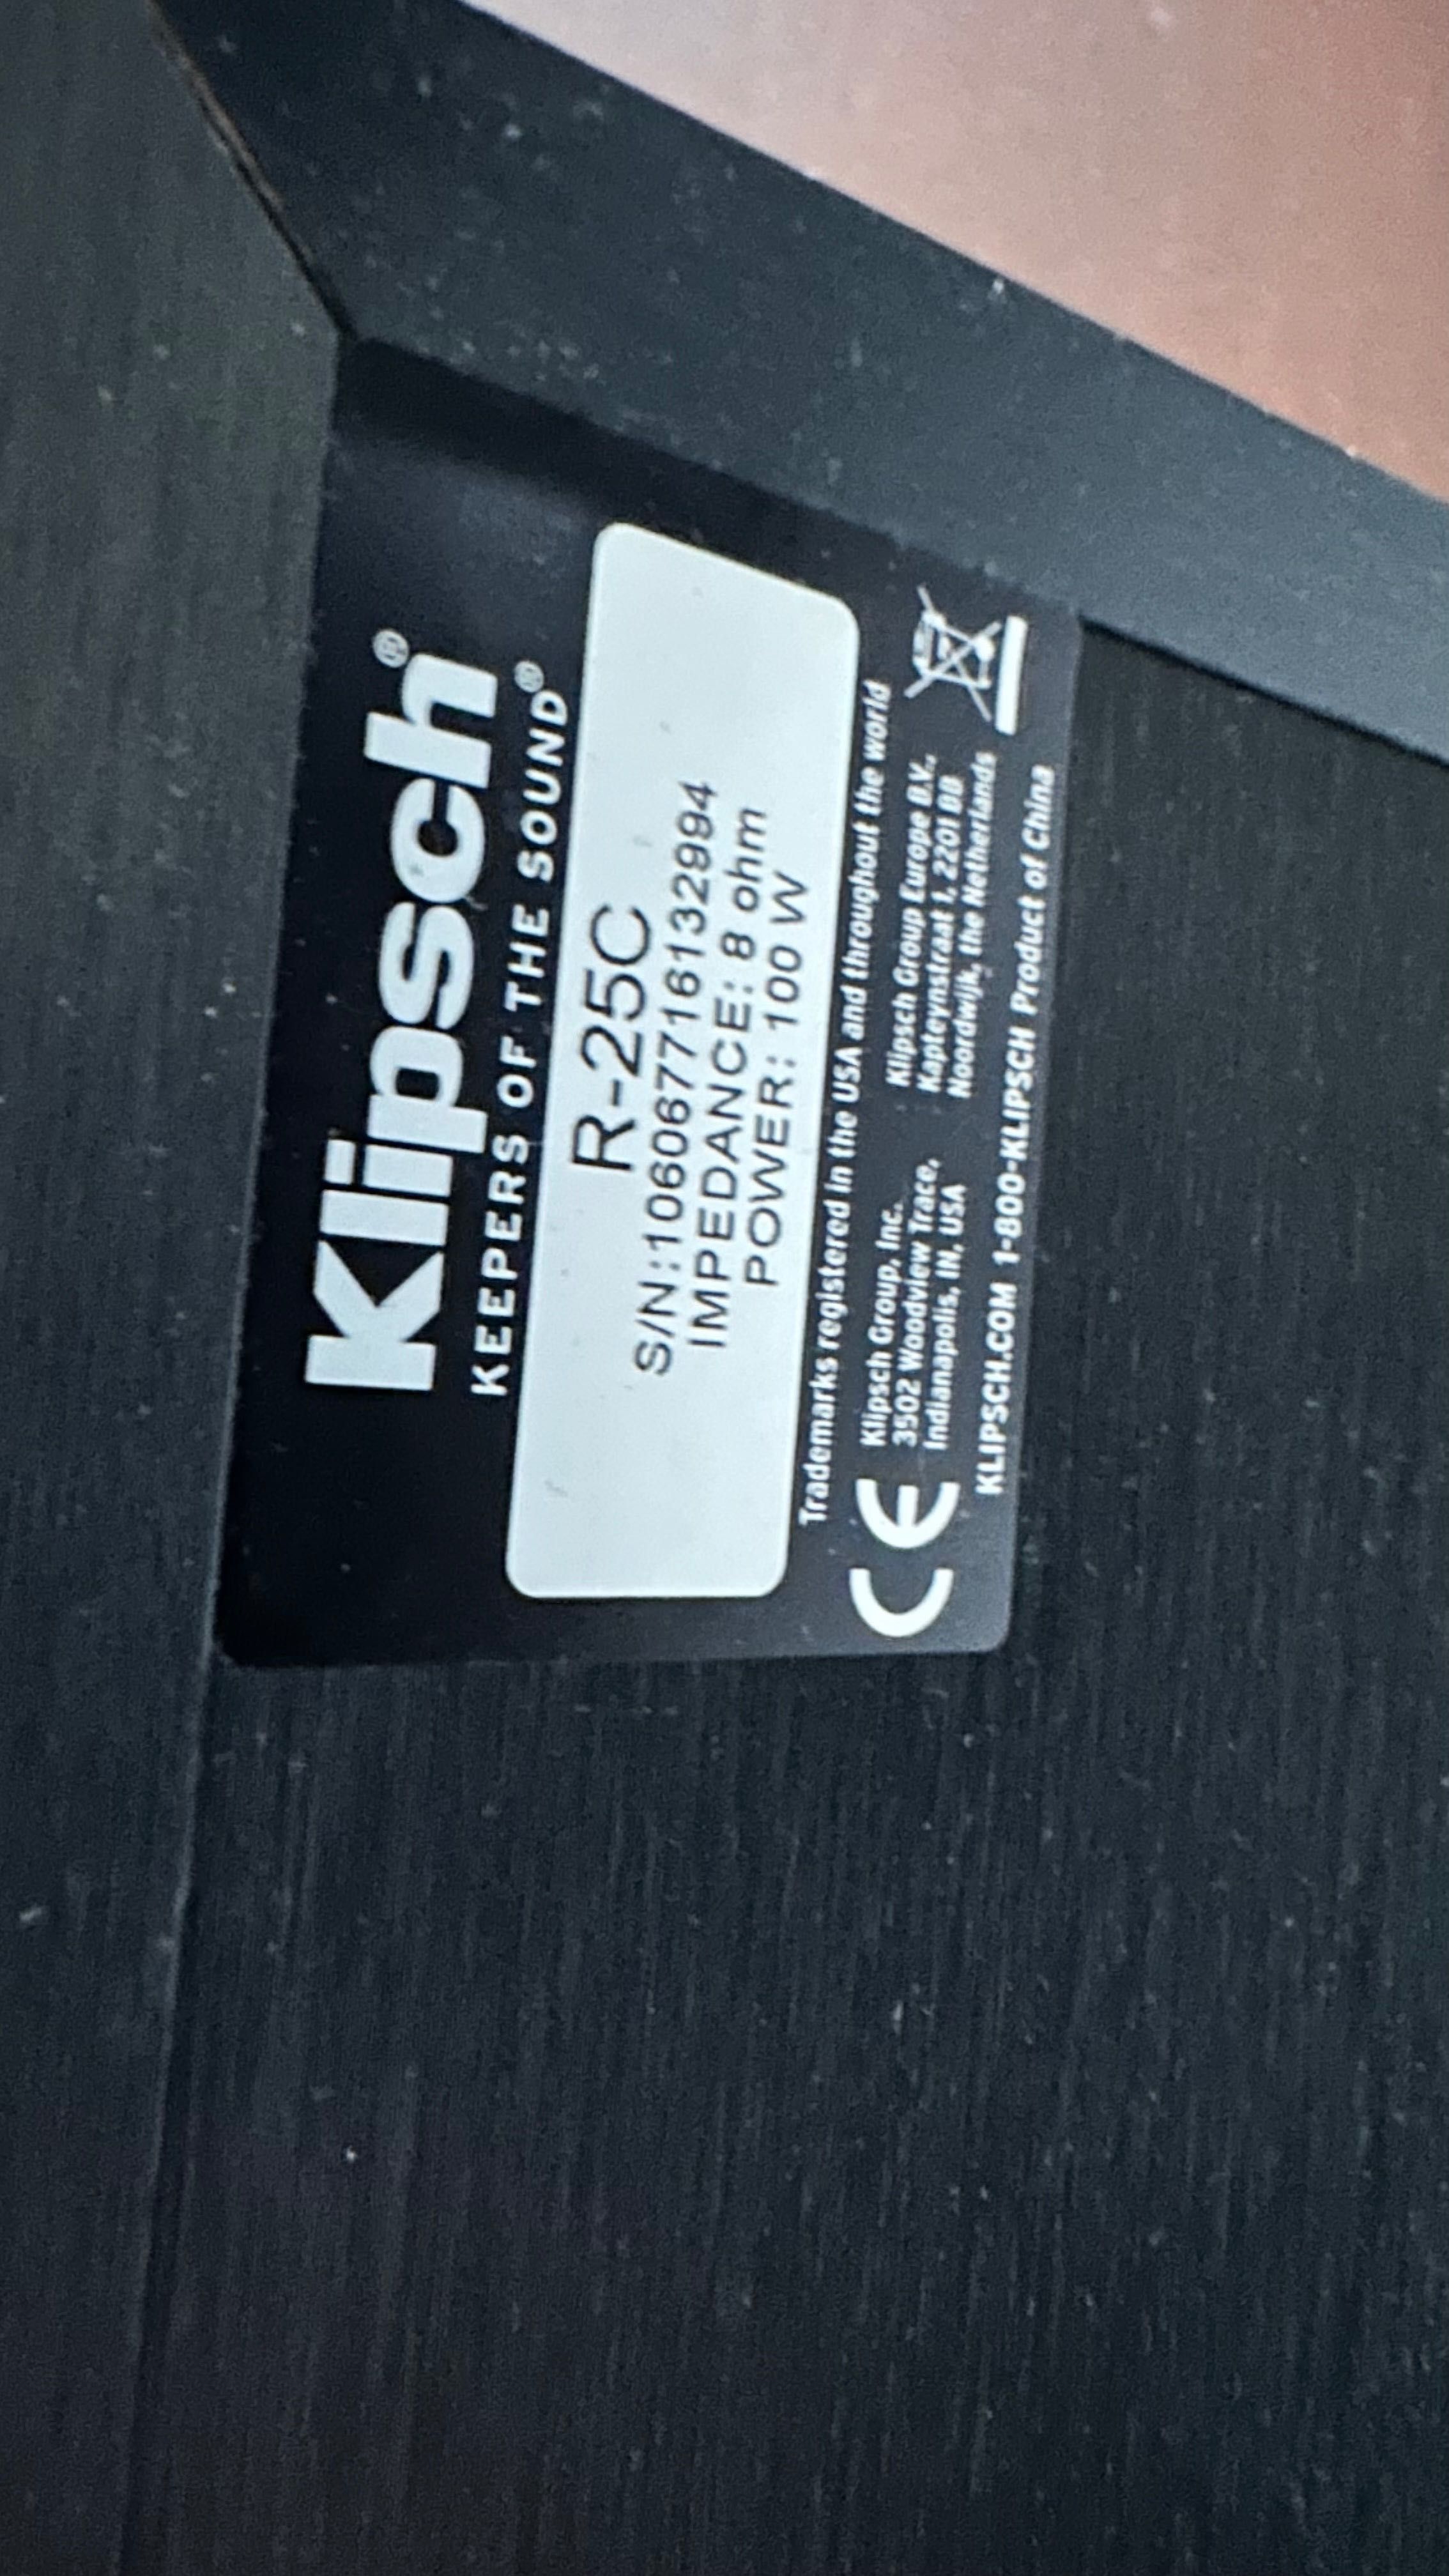 Klipsch®
KEEPERS OF THE SOUND®
R-25C
S/N:106067716132994
IMPEDANCE: 8 ohm
POWER: 100 W
Trademarks registered in the USA and throughout the world
CE
Klipsch Group, Inc.
3502 Woodview Trace,
Indianapolis, IN, USA
Klipsch Group Europe B.V.,
Kapteynstraat 1, 2201 BB
Noordwijk, the Netherlands
KLIPSCH.COM 1-800-KLIPSCH Product of China